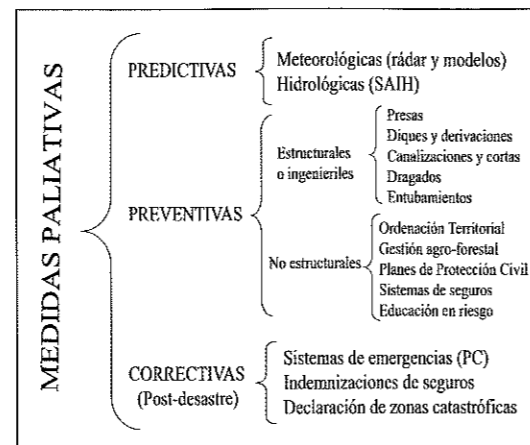 MEDIDAS PALIATIVAS
PREDICTIVAS
Meteorológicas (rádar y modelos)
Hidrológicas (SAIH)
PREVENTIVAS
Estructurales
o ingenieriles
Presas
Diques y derivaciones
Canalizaciones y cortas
Dragados
Entubamientos
No estructurales
Ordenación Territorial
Gestión agro-forestal
Planes de Protección Civil
Sistemas de seguros
Educación en riesgo
CORRECTIVAS
(Post-desastre)
Sistemas de emergencias (PC)
Indemnizaciones de seguros
Declaración de zonas catastróficas